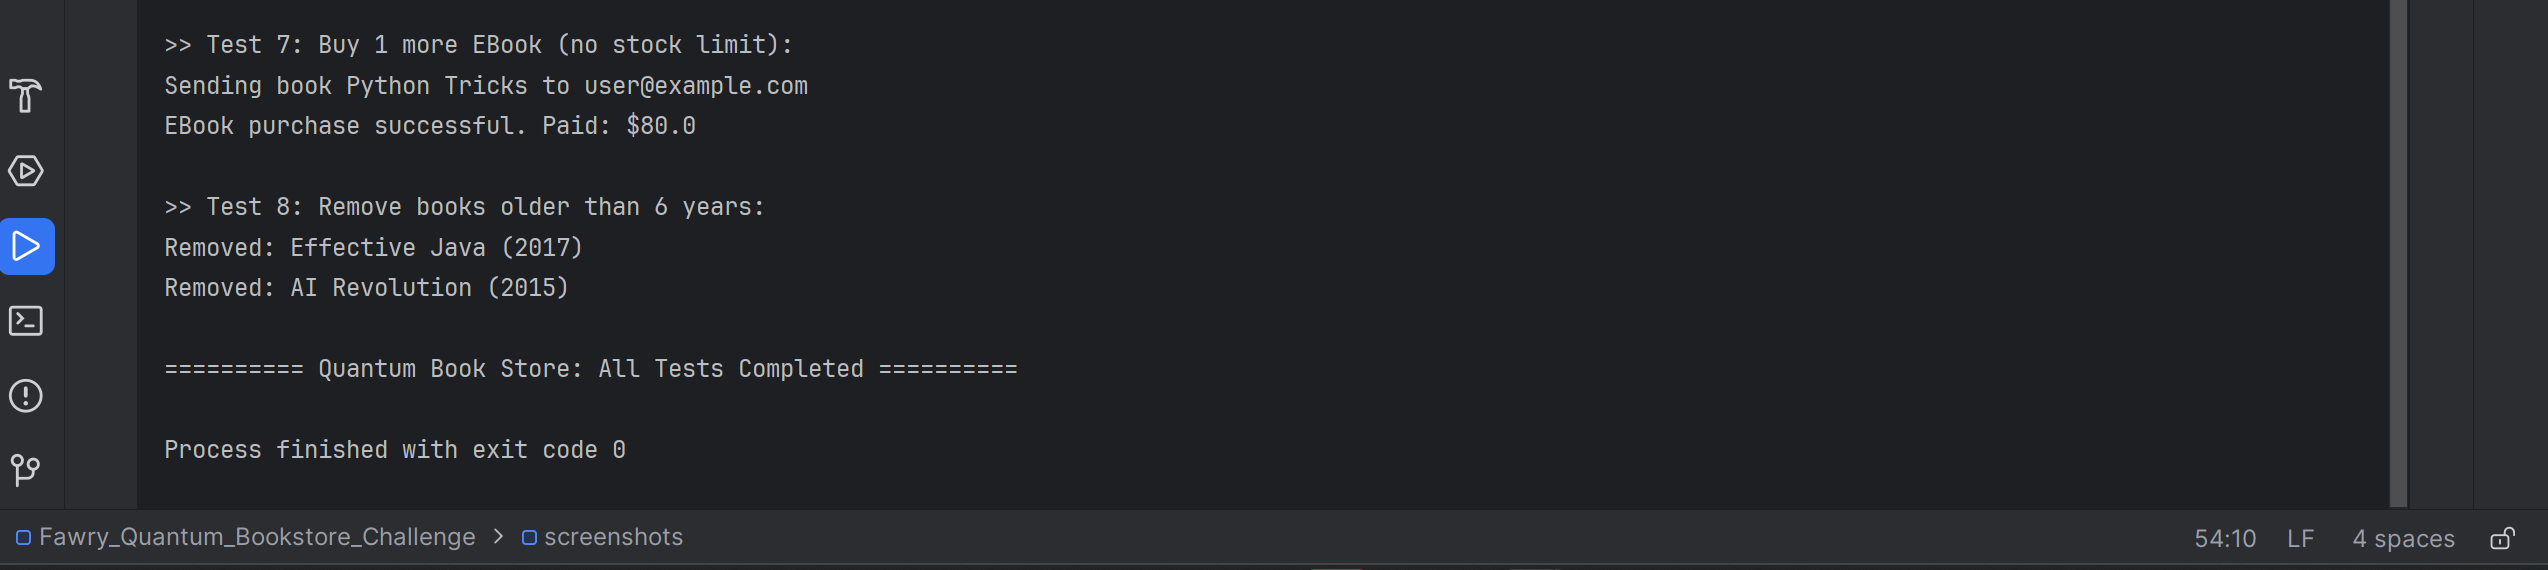 >> Test 7: Buy 1 more EBook (no stock limit):
Sending book Python Tricks to user@example.com
EBook purchase successful. Paid: $80.0
>> Test 8: Remove books older than 6 years:
Removed: Effective Java (2017)
Removed: AI Revolution (2015)
========== Quantum Book Store: All Tests Completed ==========
Process finished with exit code 0
Fawry_Quantum_Bookstore_Challenge > screenshots
54:10 LF 4 spaces